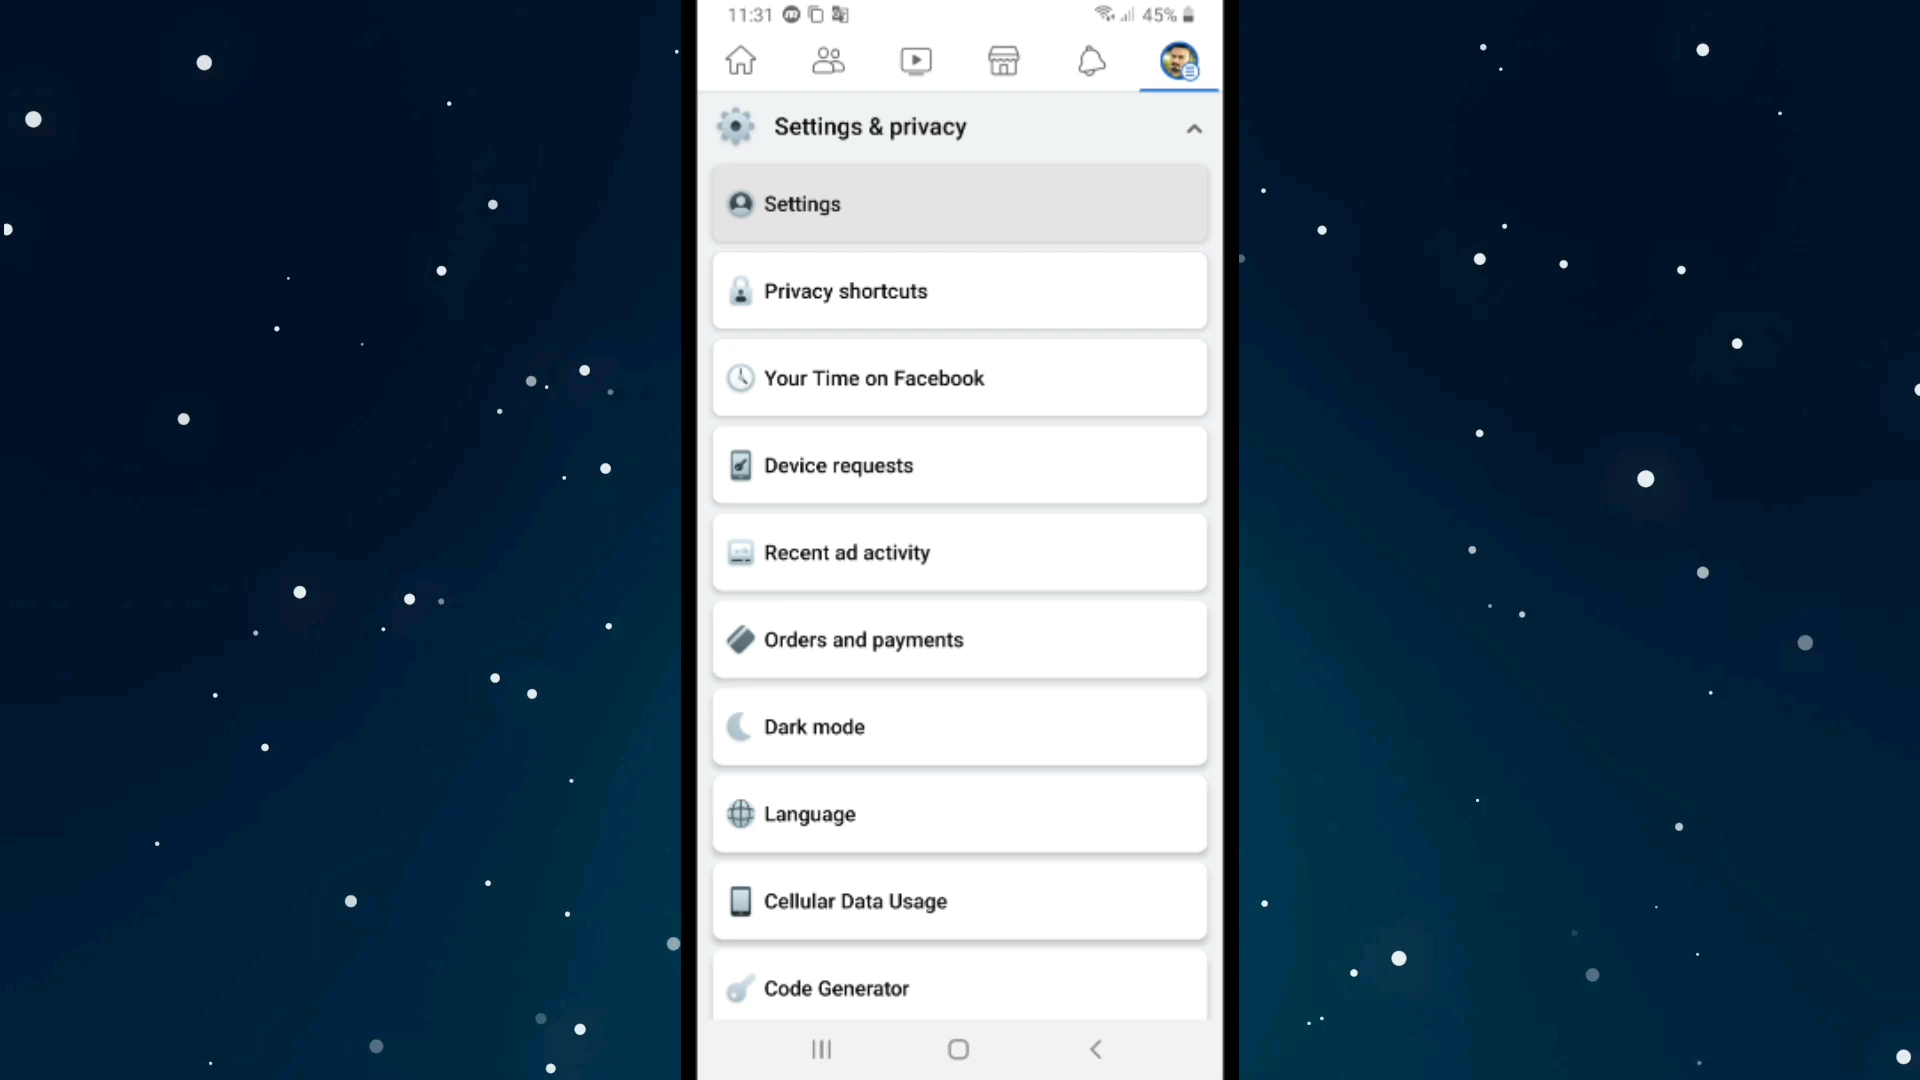 11:31
45%
Settings & privacy
Settings
Privacy shortcuts
Your Time on Facebook
Device requests
Recent ad activity
Orders and payments
Dark mode
Language
Cellular Data Usage
Code Generator